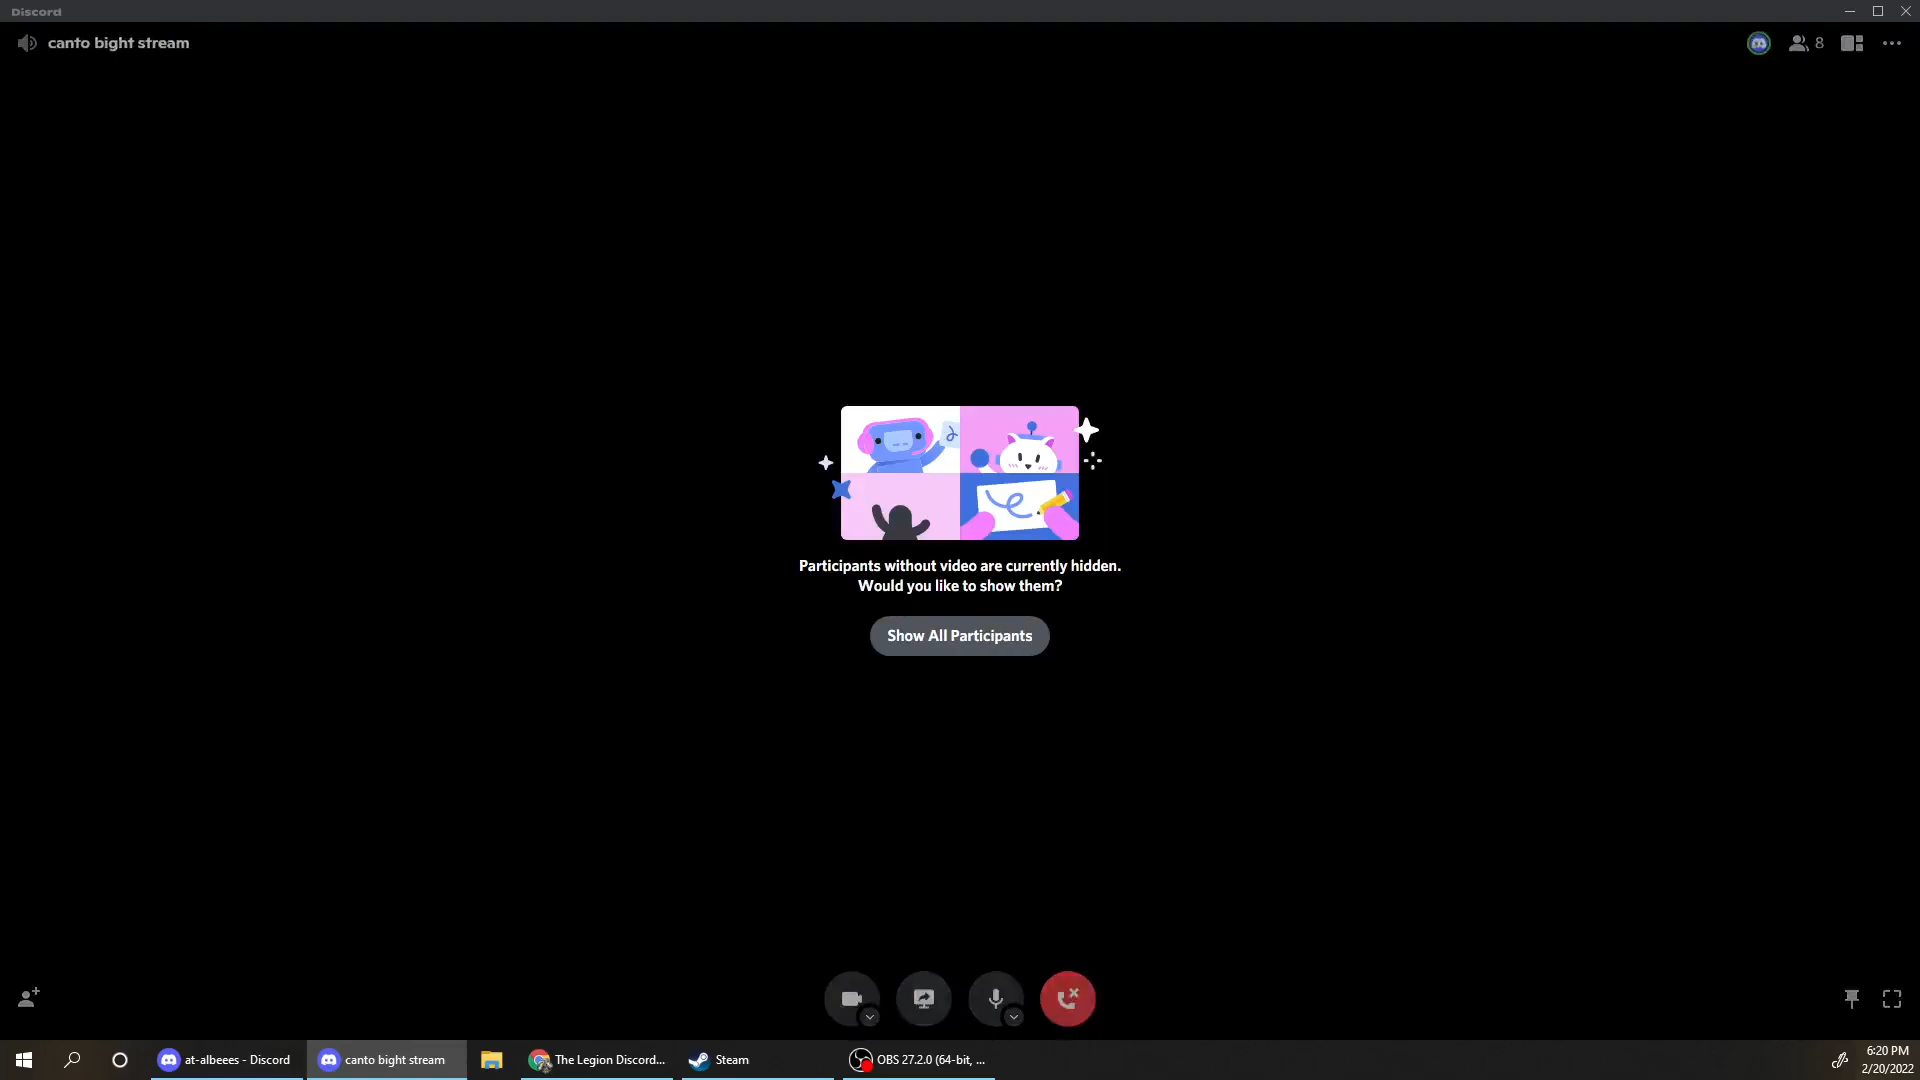 Discord
canto bight stream
8
Participants without video are currently hidden.
Would you like to show them?
Show All Participants
at-albeees - Discord
canto bight stream
The Legion Discord...
Steam
OBS 27.2.0 (64-bit, ...
6:20 PM
2/20/2022